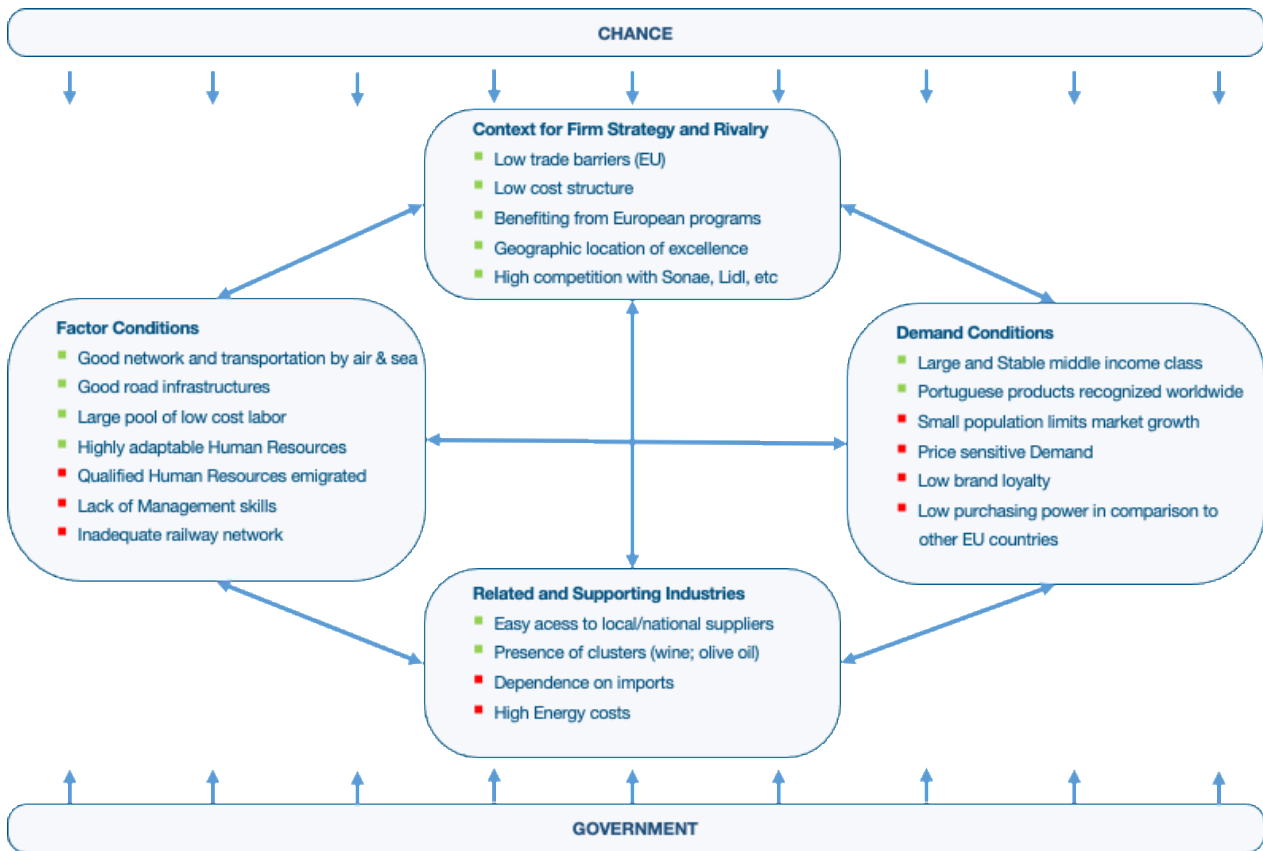 CHANCE
Context for Firm Strategy and Rivalry
Low trade barriers (EU)
Low cost structure
Benefiting from European programs
Geographic location of excellence
High competition with Sonae, Lidl, etc
Factor Conditions
Good network and transportation by air & sea
Good road infrastructures
Large pool of low cost labor
Highly adaptable Human Resources
Qualified Human Resources emigrated
Lack of Management skills
Inadequate railway network
Demand Conditions
Large and Stable middle income class
Portuguese products recognized worldwide
Small population limits market growth
Price sensitive Demand
Low brand loyalty
Low purchasing power in comparison to
other EU countries
Related and Supporting Industries
Easy acess to local/national suppliers
Presence of clusters (wine; olive oil)
Dependence on imports
High Energy costs
GOVERNMENT